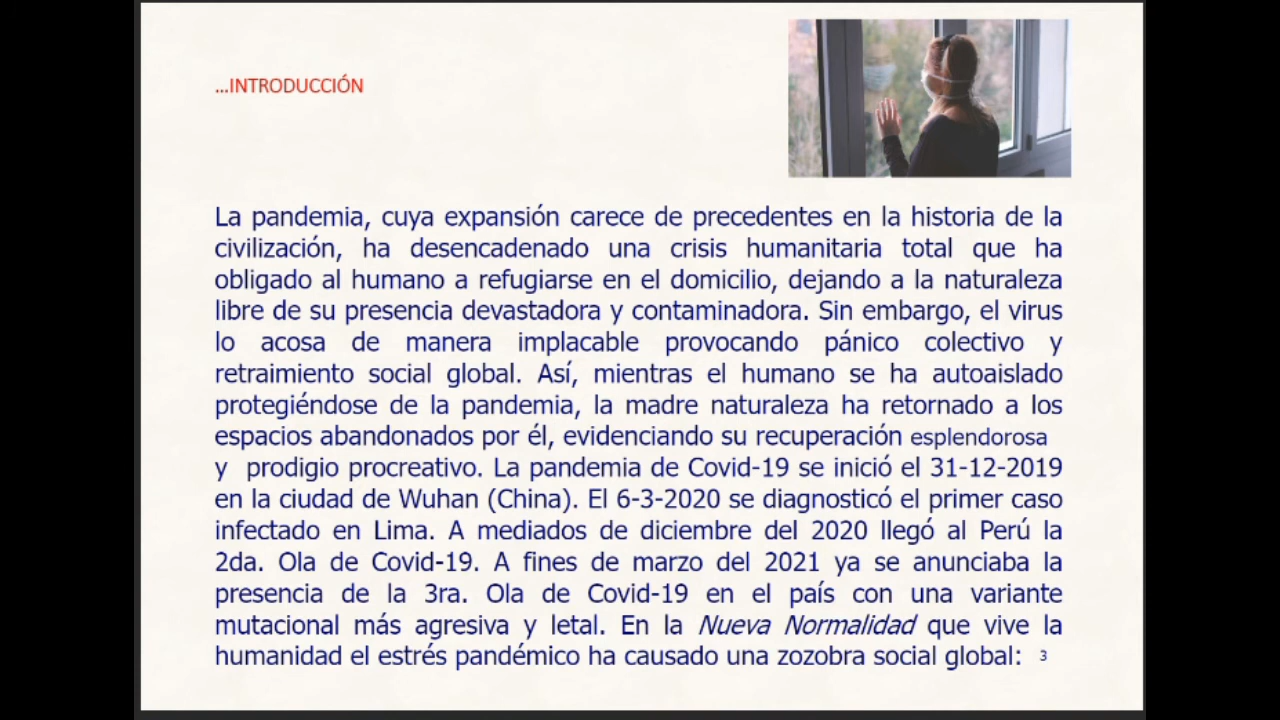 ...INTRODUCCIÓN
La pandemia, cuya expansión carece de precedentes en la historia de la
civilización, ha desencadenado una crisis humanitaria total que ha
obligado al humano a refugiarse en el domicilio, dejando a la naturaleza
libre de su presencia devastadora y contaminadora. Sin embargo, el virus
lo acosa de manera implacable provocando pánico colectivo y
retraimiento social global. Así, mientras el humano se ha autoaislado
protegiéndose de la pandemia, la madre naturaleza ha retornado a los
espacios abandonados por él, evidenciando su recuperación esplendorosa
y prodigio procreativo. La pandemia de Covid-19 se inició el 31-12-2019
en la ciudad de Wuhan (China). El 6-3-2020 se diagnosticó el primer caso
infectado en Lima. A mediados de diciembre del 2020 llegó al Perú la
2da. Ola de Covid-19. A fines de marzo del 2021 ya se anunciaba la
presencia de la 3ra. Ola de Covid-19 en el país con una variante
mutacional más agresiva y letal. En la Nueva Normalidad que vive la
humanidad el estrés pandémico ha causado una zozobra social global: 3